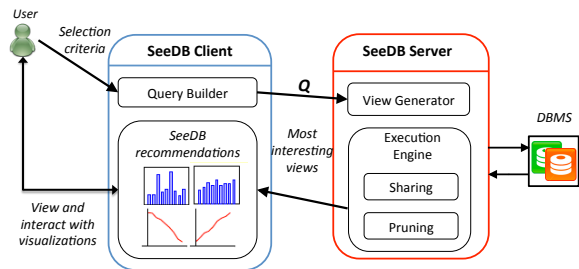 User
Selection
criteria
SeeDB Client
SeeDB Server
Query Builder
Q
View Generator
DBMS
SeeDB
recommendations
Most
interesting
views
Execution
Engine
Sharing
Pruning
View and
interact with
visualizations